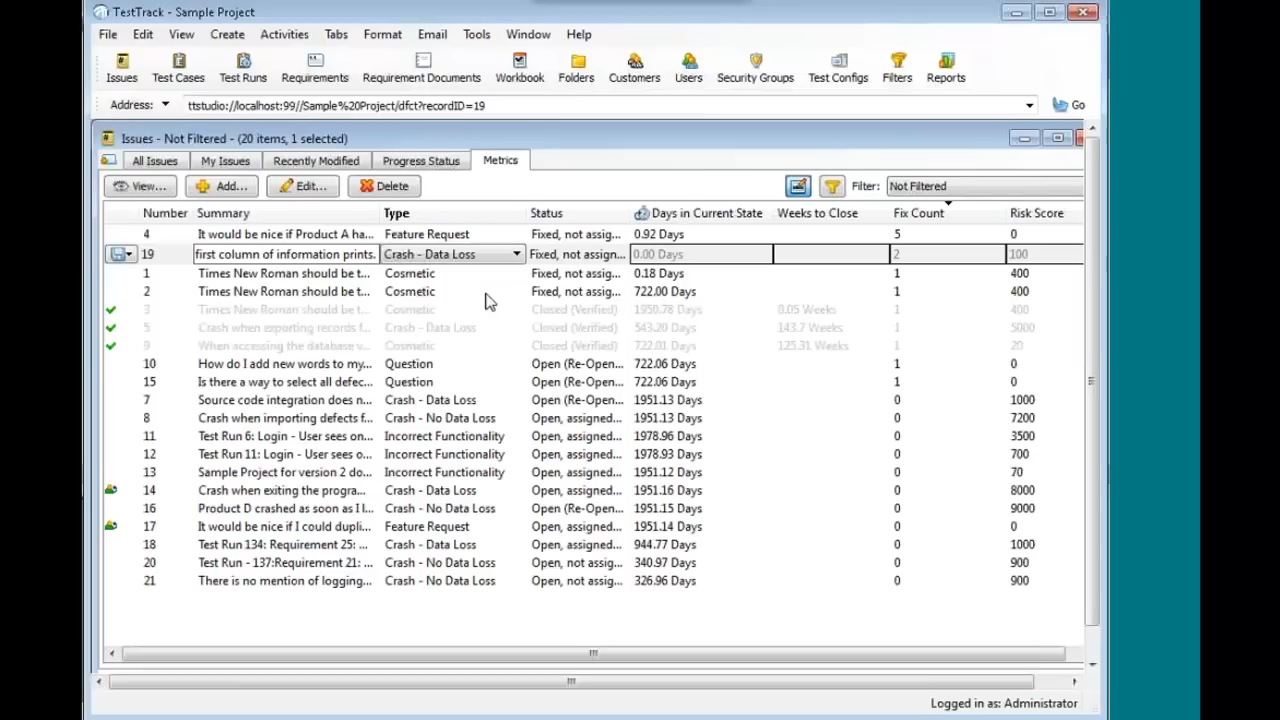 TestTrack - Sample Project
File Edit View Create Activities Tabs Format Email Tools Window Help
Issues Test Cases Test Runs Requirements Requirement Documents Workbook Folders Customers Users Security Groups Test Configs Filters Reports
Address: ttstudio://localhost:99//Sample%20Project/dfct?recordID=19 Go
Issues - Not Filtered - (20 items, 1 selected)
All Issues My Issues Recently Modified Progress Status Metrics
View... Add... Edit... Delete Filter: Not Filtered
Number Summary Type Status Days in Current State Weeks to Close Fix Count Risk Score
4 It would be nice if Product A ha... Feature Request Fixed, not assig... 0.92 Days 5 0
19 first column of information prints. Crash - Data Loss Fixed, not assign... 0.00 Days 2 100
1 Times New Roman should be t... Cosmetic Fixed, not assig... 0.18 Days 1 400
2 Times New Roman should be t... Cosmetic Fixed, not assig... 722.00 Days 1 400
3 Times New Roman should be t... Cosmetic Closed (Verified) 1950.78 Days 0.05 Weeks 1 400
5 Crash when exporting records f... Crash - Data Loss Closed (Verified) 543.20 Days 143.7 Weeks 1 5000
9 When accessing the database v... Cosmetic Closed (Verified) 722.01 Days 125.31 Weeks 1 20
10 How do I add new words to my... Question Open (Re-Open... 722.06 Days 1 0
15 Is there a way to select all defec... Question Open (Re-Open... 722.06 Days 1 0
7 Source code integration does n... Crash - Data Loss Open (Re-Open... 1951.13 Days 0 1000
8 Crash when importing defects f... Crash - No Data Loss Open, assigned... 1951.13 Days 0 7200
11 Test Run 6: Login - User sees on... Incorrect Functionality Open, assigned... 1978.96 Days 0 3500
12 Test Run 11: Login - User sees o... Incorrect Functionality Open, assigned... 1978.93 Days 0 700
13 Sample Project for version 2 do... Incorrect Functionality Open, assigned... 1951.12 Days 0 70
14 Crash when exiting the progra... Crash - Data Loss Open, assigned... 1951.16 Days 0 8000
16 Product D crashed as soon as I l... Crash - No Data Loss Open (Re-Open... 1951.15 Days 0 9000
17 It would be nice if I could dupli... Feature Request Open, assigned... 1951.14 Days 0 0
18 Test Run 134: Requirement 25: ... Crash - Data Loss Open, assigned... 944.77 Days 0 1000
20 Test Run - 137:Requirement 21: ... Crash - No Data Loss Open, not assig... 340.97 Days 0 900
21 There is no mention of logging... Crash - No Data Loss Open, not assig... 326.96 Days 0 900
Logged in as: Administrator